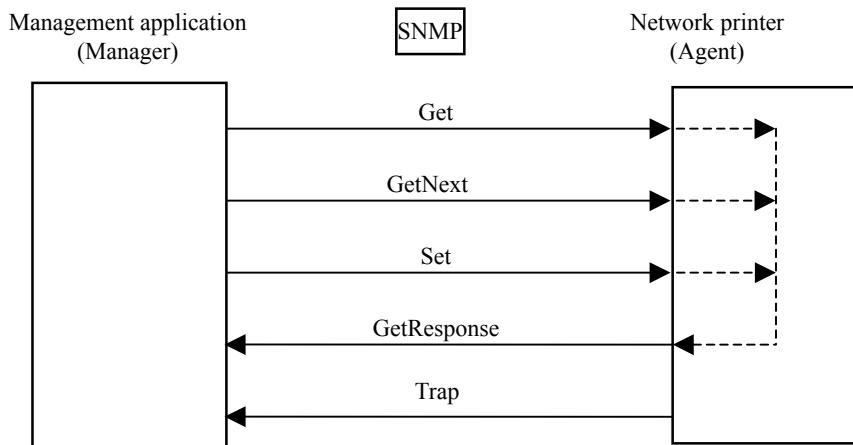 Management application
(Manager)
SNMP
Network printer
(Agent)
Get
GetNext
Set
GetResponse
Trap